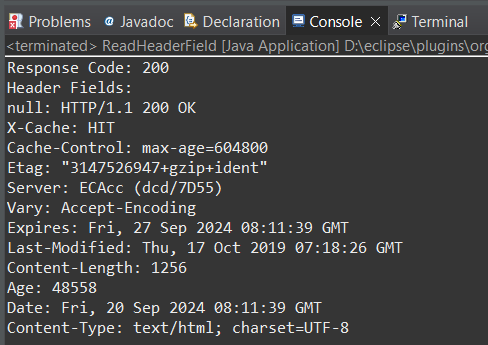 Problems Javadoc Declaration Console Terminal
<terminated> ReadHeaderField [Java Application] D:\eclipse\plugins\org
Response Code: 200
Header Fields:
null: HTTP/1.1 200 OK
X-Cache: HIT
Cache-Control: max-age=604800
Etag: "3147526947+gzip+ident"
Server: ECAcc (dcd/7D55)
Vary: Accept-Encoding
Expires: Fri, 27 Sep 2024 08:11:39 GMT
Last-Modified: Thu, 17 Oct 2019 07:18:26 GMT
Content-Length: 1256
Age: 48558
Date: Fri, 20 Sep 2024 08:11:39 GMT
Content-Type: text/html; charset=UTF-8